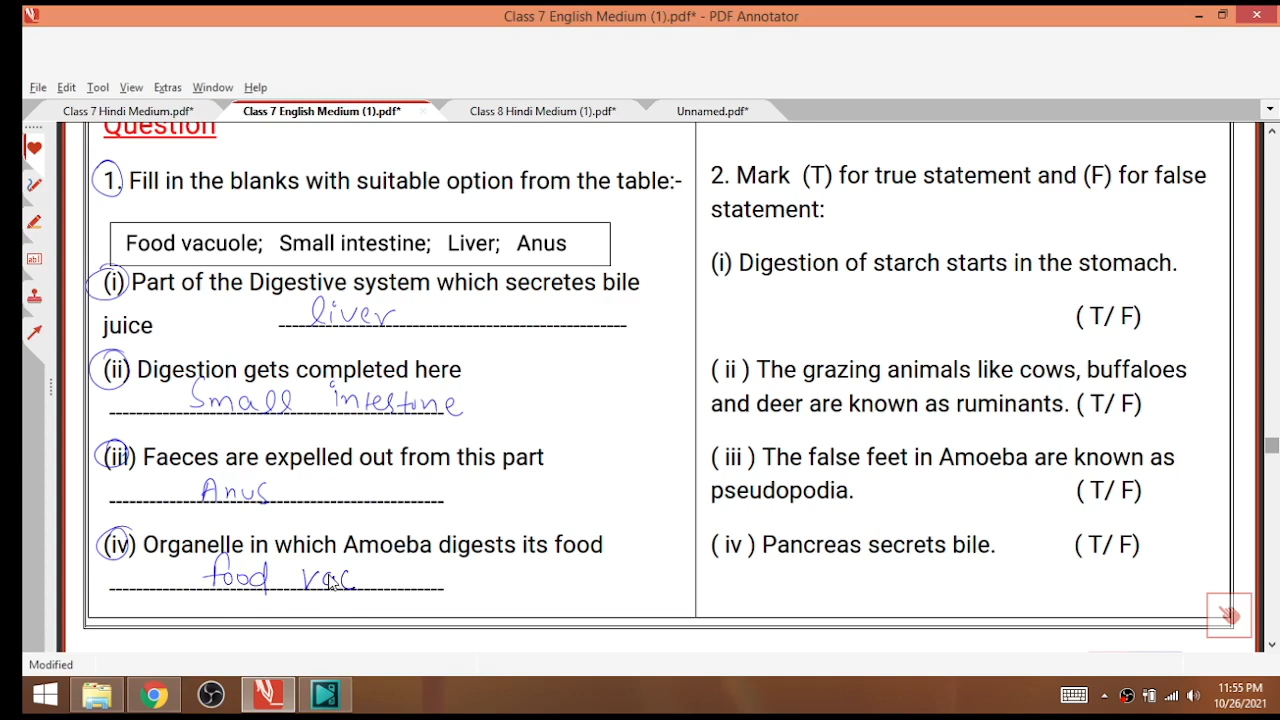 Class 7 English Medium (1).pdf* - PDF Annotator
File Edit Tool View Extras Window Help
Class 7 Hindi Medium.pdf* Class 7 English Medium (1).pdf* Class 8 Hindi Medium (1).pdf* Unnamed.pdf*
Question
1. Fill in the blanks with suitable option from the table:-
Food vacuole; Small intestine; Liver; Anus
(i) Part of the Digestive system which secretes bile
liver
juice
(ii) Digestion gets completed here
Small intestine
(iii) Faeces are expelled out from this part
Anus
(iv) Organelle in which Amoeba digests its food
food vac
2. Mark (T) for true statement and (F) for false
statement:
(i) Digestion of starch starts in the stomach.
( T/ F)
( ii ) The grazing animals like cows, buffaloes
and deer are known as ruminants. ( T/ F)
( iii ) The false feet in Amoeba are known as
pseudopodia. ( T/ F)
( iv ) Pancreas secrets bile. ( T/ F)
Modified
11:55 PM
10/26/2021